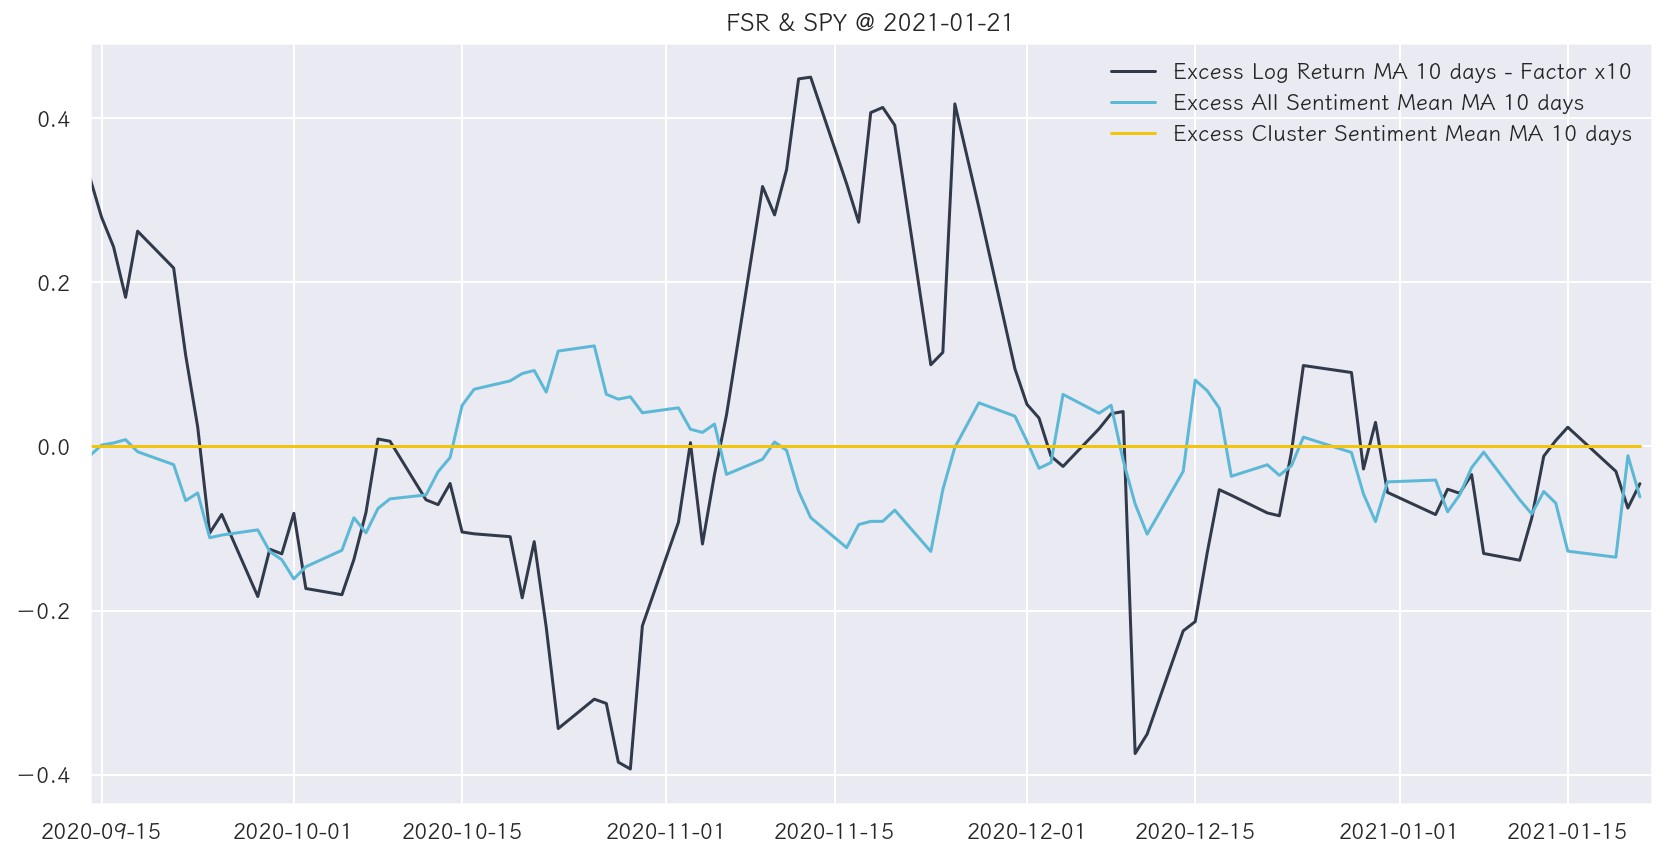 FSR & SPY @ 2021-01-21
Excess Log Return MA 10 days - Factor x10
Excess All Sentiment Mean MA 10 days
Excess Cluster Sentiment Mean MA 10 days
0.4
0.2
0.0
−0.2
−0.4
2020-09-15 2020-10-01 2020-10-15 2020-11-01 2020-11-15 2020-12-01 2020-12-15 2021-01-01 2021-01-15